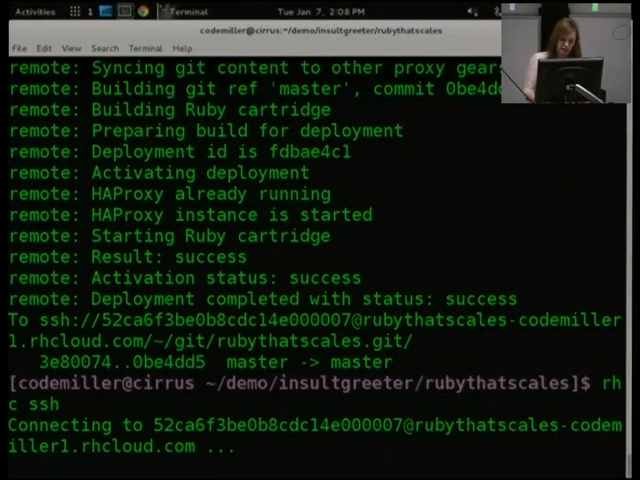 Activities 1 Terminal Tue Jan 7, 2:08 PM
codemiller@cirrus:~/demo/insultgreeter/rubythatscales
File Edit View Search Terminal Help
remote: Syncing git content to other proxy gears
remote: Building git ref 'master', commit 0be4dd
remote: Building Ruby cartridge
remote: Preparing build for deployment
remote: Deployment id is fdbae4c1
remote: Activating deployment
remote: HAProxy already running
remote: HAProxy instance is started
remote: Starting Ruby cartridge
remote: Result: success
remote: Activation status: success
remote: Deployment completed with status: success
To ssh://52ca6f3be0b8cdc14e000007@rubythatscales-codemiller
1.rhcloud.com/~/git/rubythatscales.git/
3e80074..0be4dd5 master -> master
[codemiller@cirrus ~/demo/insultgreeter/rubythatscales]$ rh
c ssh
Connecting to 52ca6f3be0b8cdc14e000007@rubythatscales-codem
iller1.rhcloud.com ...